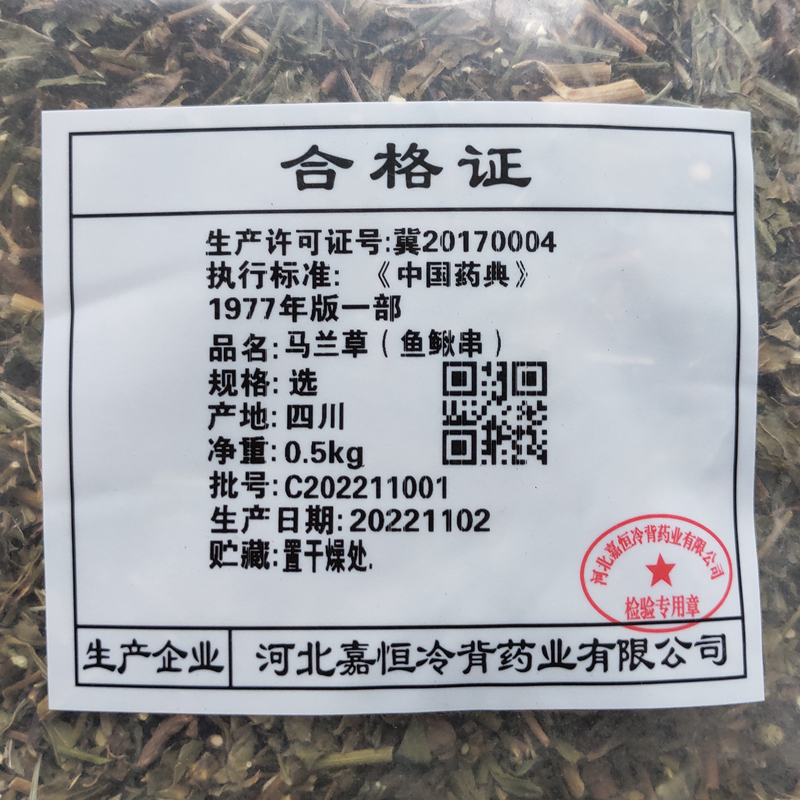 合格证
生产许可证号:冀20170004
执行标准:《中国药典》
1977年版一部
品名:马兰草(鱼鳅串)
规格:选
产地:四川
净重:0.5kg
批号:C202211001
生产日期:20221102
贮藏:置干燥处.
河北嘉恒冷背药业有限公司
检验专用章
生产企业 河北嘉恒冷背药业有限公司